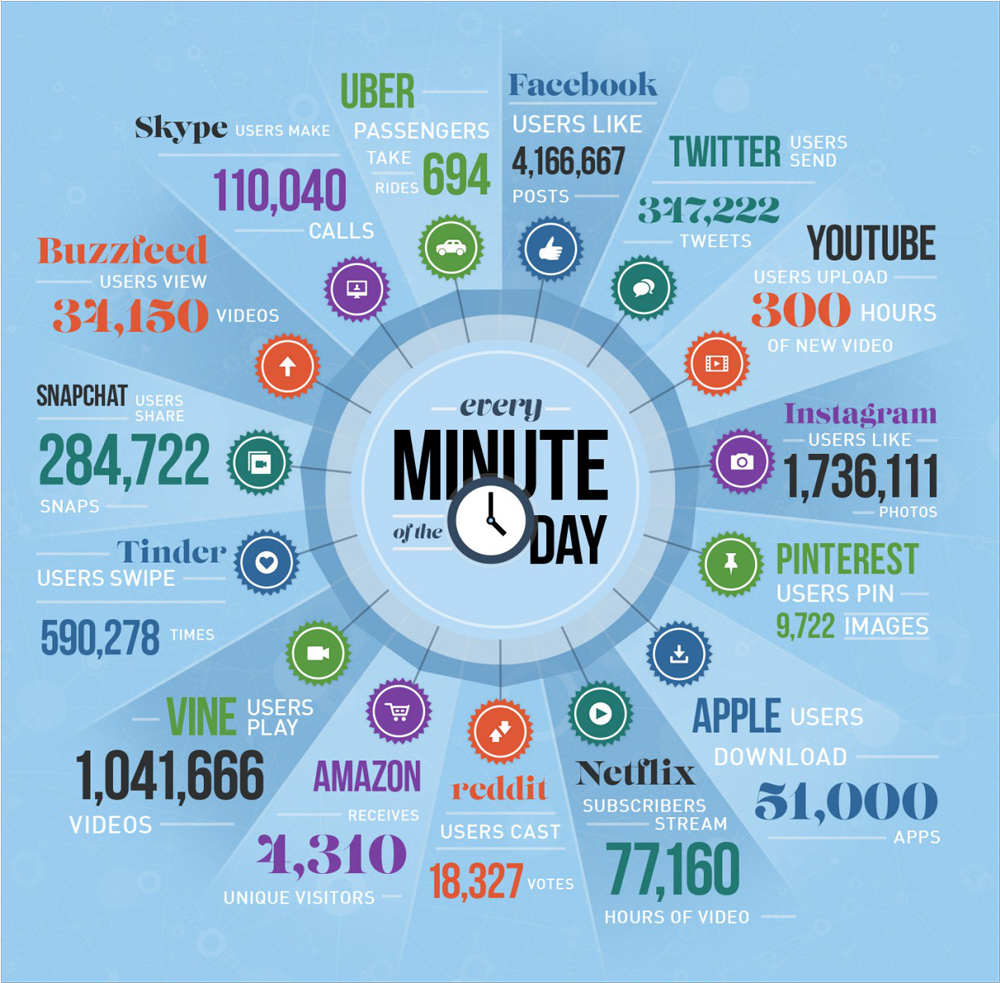 every
MINUTE
of the DAY
Facebook
USERS LIKE
4,166,667
POSTS
TWITTER USERS
SEND
347,222
TWEETS
YOUTUBE
USERS UPLOAD
300 HOURS
OF NEW VIDEO
Instagram
USERS LIKE
1,736,111
PHOTOS
PINTEREST
USERS PIN
9,722 IMAGES
APPLE USERS
DOWNLOAD
51,000
APPS
Netflix
SUBSCRIBERS
STREAM
77,160
HOURS OF VIDEO
reddit
USERS CAST
18,327 VOTES
AMAZON
RECEIVES
4,310
UNIQUE VISITORS
VINE USERS
PLAY
1,041,666
VIDEOS
Tinder
USERS SWIPE
590,278 TIMES
SNAPCHAT USERS
SHARE
284,722
SNAPS
Buzzfeed
USERS VIEW
34,150 VIDEOS
Skype USERS MAKE
110,040
CALLS
UBER
PASSENGERS
TAKE
RIDES 694